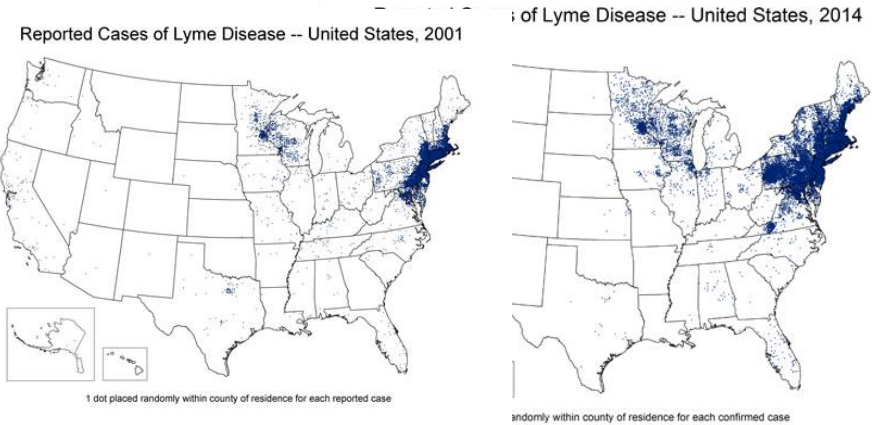 Reported Cases of Lyme Disease -- United States, 2001
s of Lyme Disease -- United States, 2014
1 dot placed randomly within county of residence for each reported case
andomly within county of residence for each confirmed case